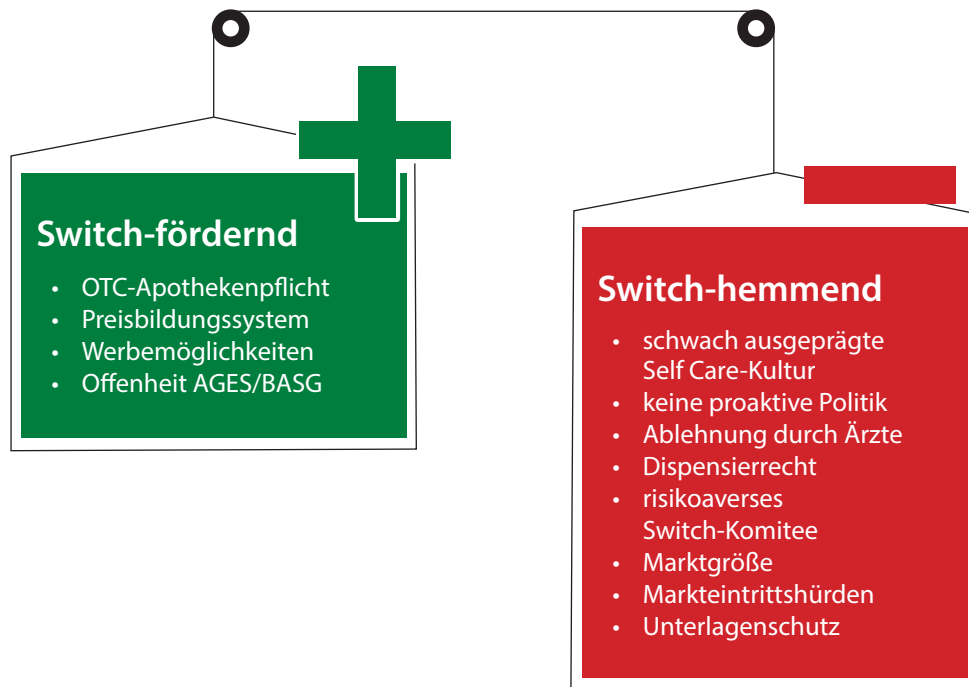 Switch-fördernd
• OTC-Apothekenpflicht
• Preisbildungssystem
• Werbemöglichkeiten
• Offenheit AGES/BASG
Switch-hemmend
• schwach ausgeprägte
Self Care-Kultur
• keine proaktive Politik
• Ablehnung durch Ärzte
• Dispensierrecht
• risikoaverses
Switch-Komitee
• Marktgröße
• Markteintrittshürden
• Unterlagenschutz